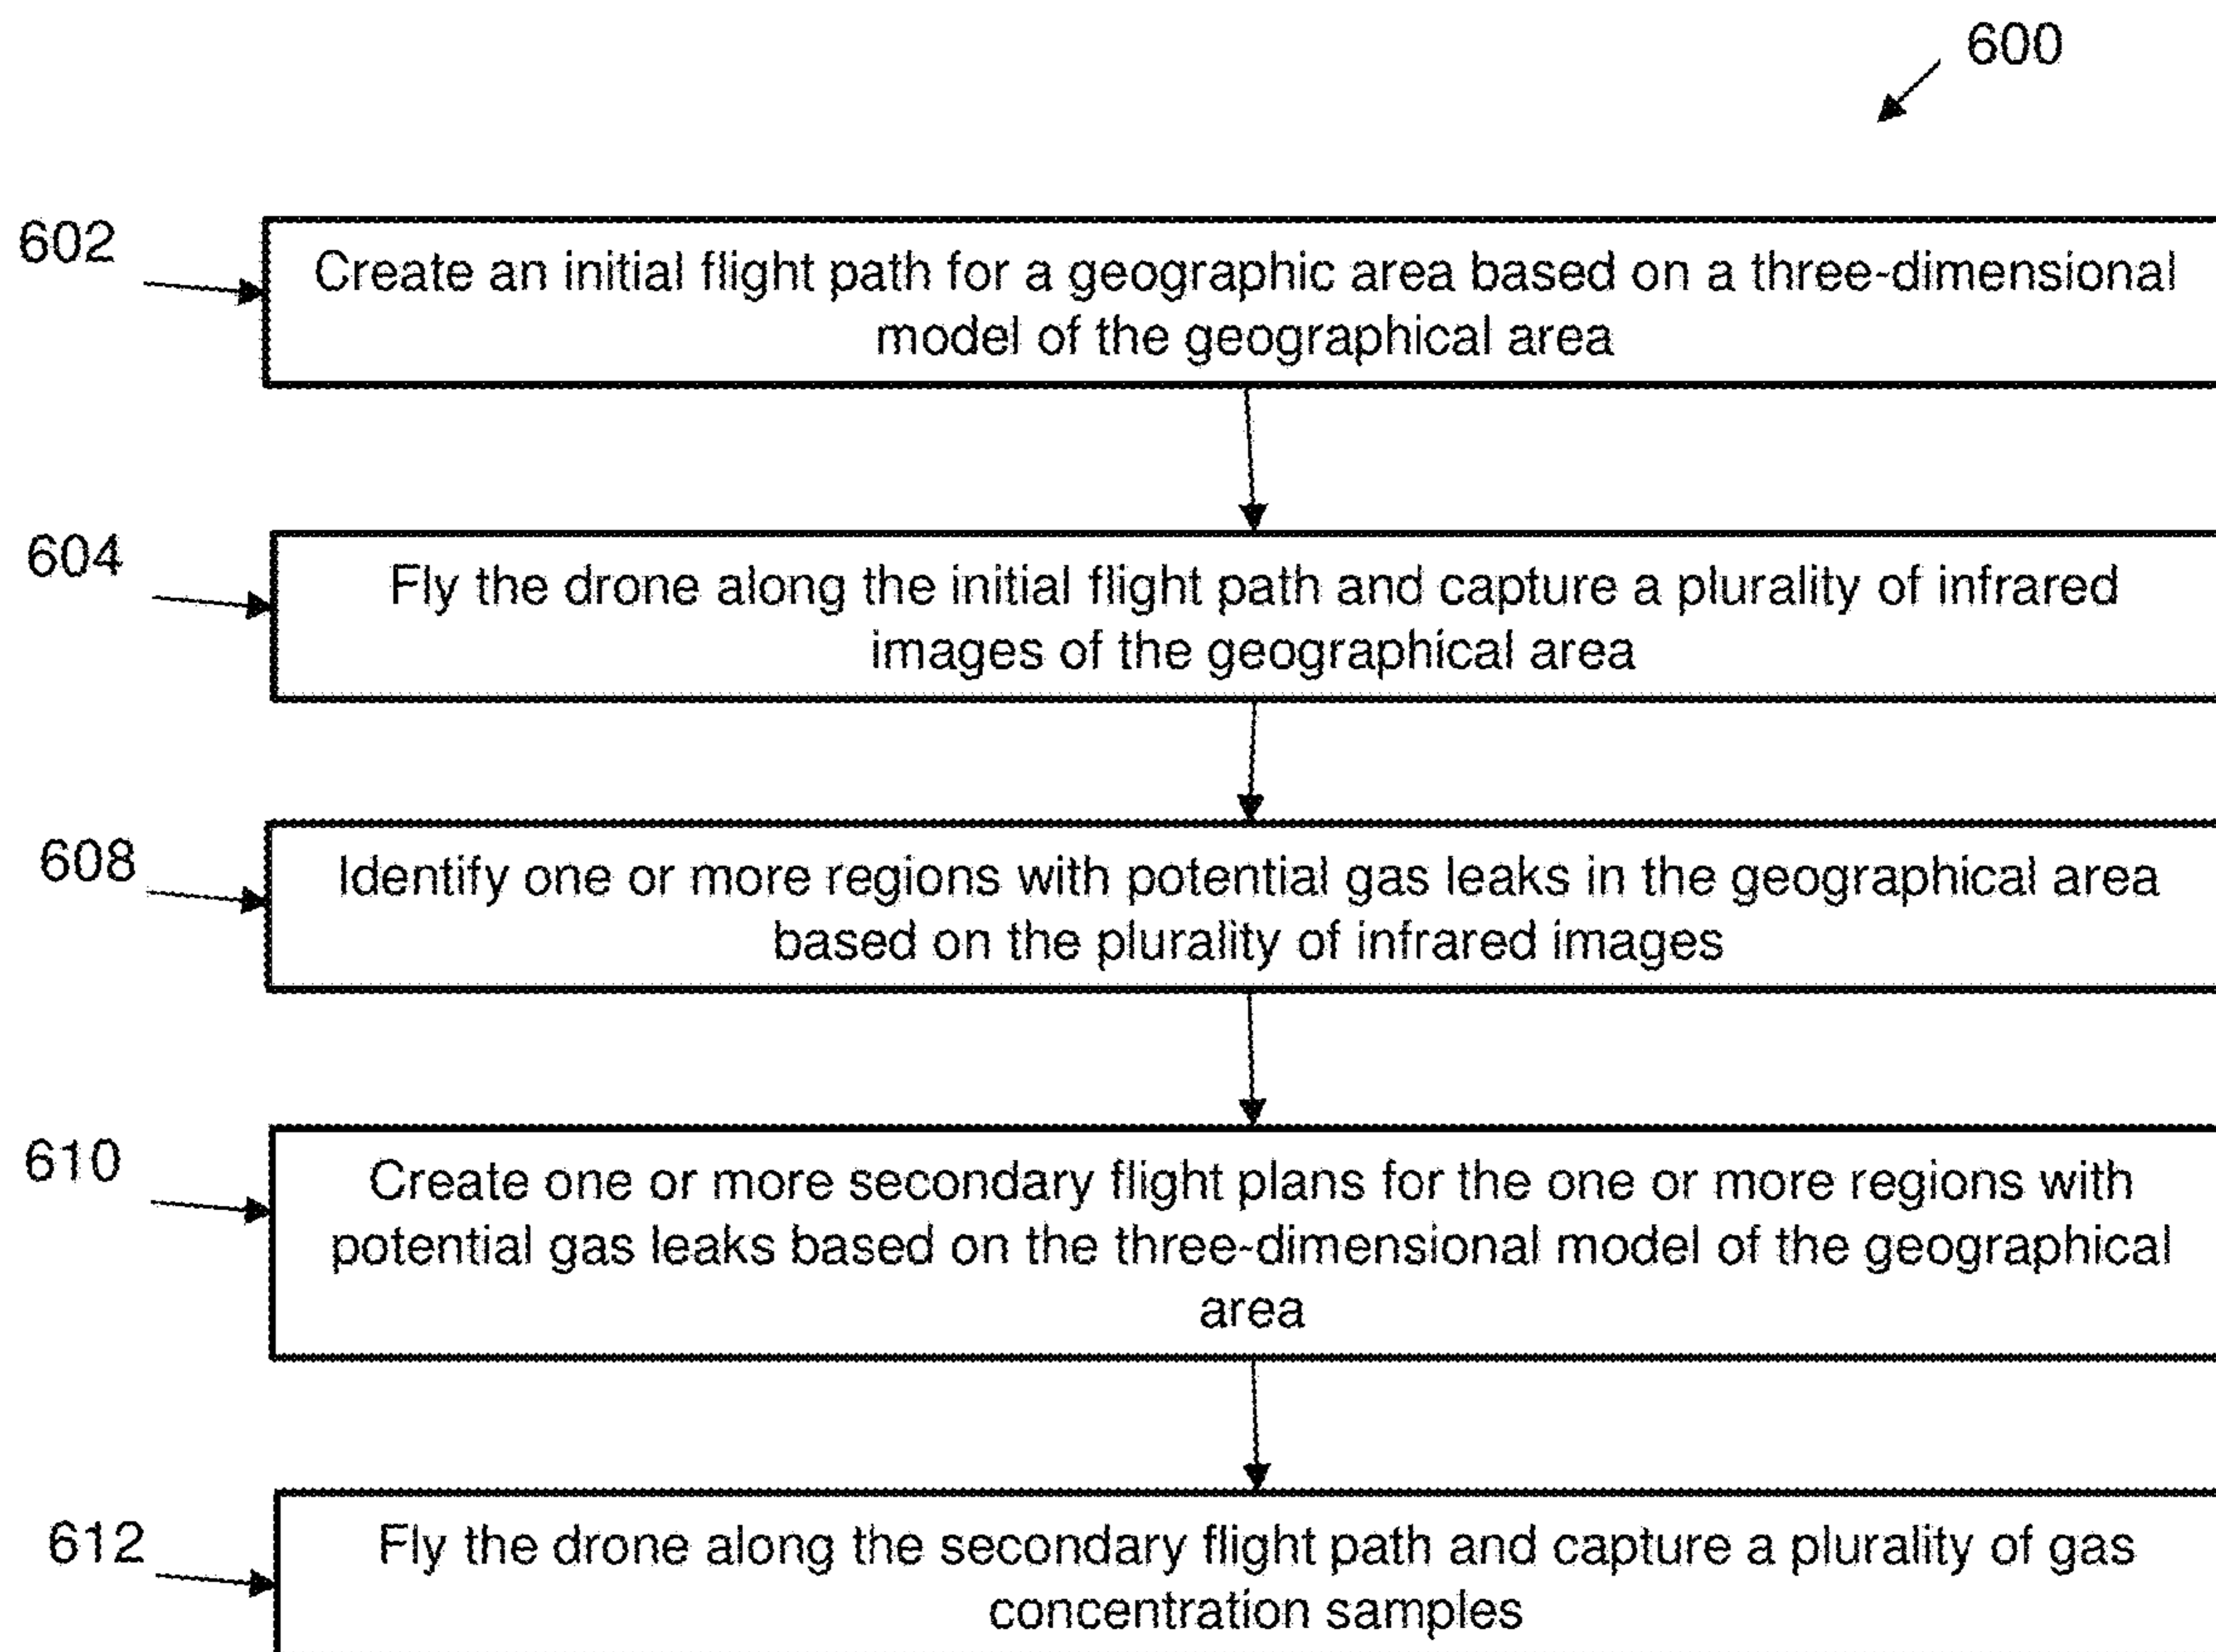 600
602
Create an initial flight path for a geographic area based on a three-dimensional
model of the geographical area
604
Fly the drone along the initial flight path and capture a plurality of infrared
images of the geographical area
608
Identify one or more regions with potential gas leaks in the geographical area
based on the plurality of infrared images
610
Create one or more secondary flight plans for the one or more regions with
potential gas leaks based on the three-dimensional model of the geographical
area
612
Fly the drone along the secondary flight path and capture a plurality of gas
concentration samples